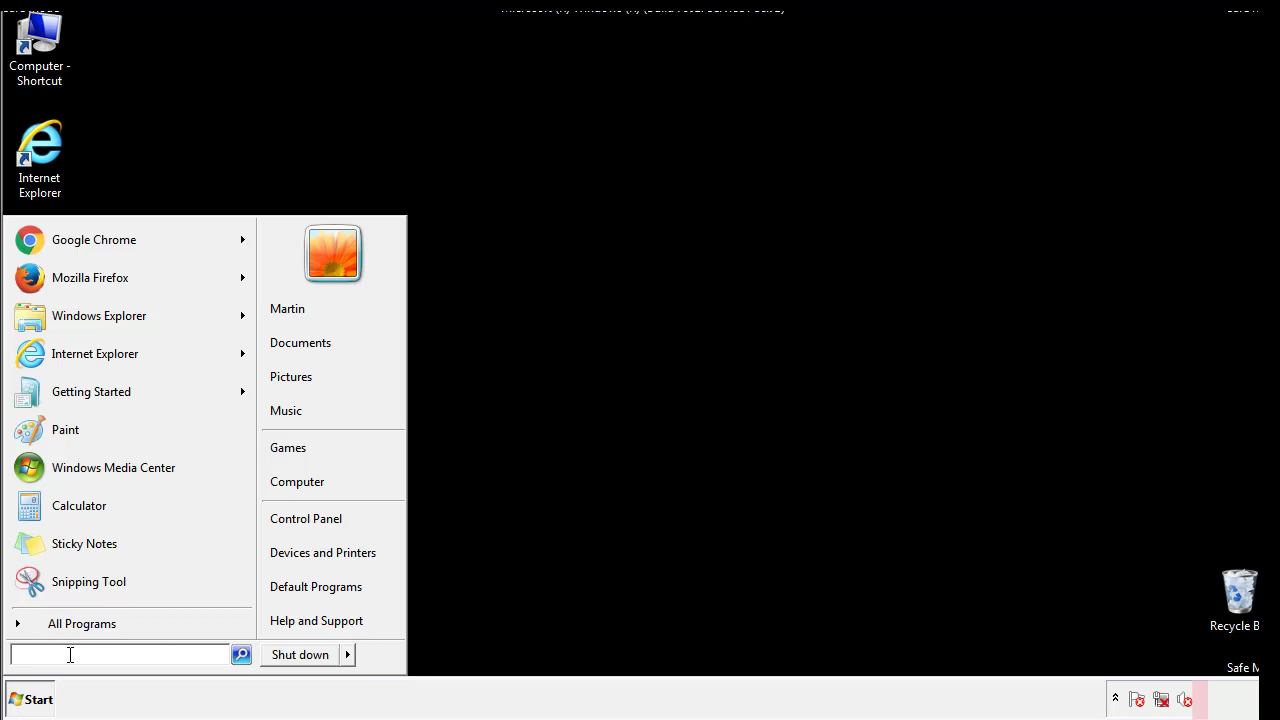 Computer -
Shortcut
Internet
Explorer
Google Chrome
Mozilla Firefox
Windows Explorer
Internet Explorer
Getting Started
Paint
Windows Media Center
Calculator
Sticky Notes
Snipping Tool
All Programs
Martin
Documents
Pictures
Music
Games
Computer
Control Panel
Devices and Printers
Default Programs
Help and Support
Shut down
Recycle B
Safe M
Start